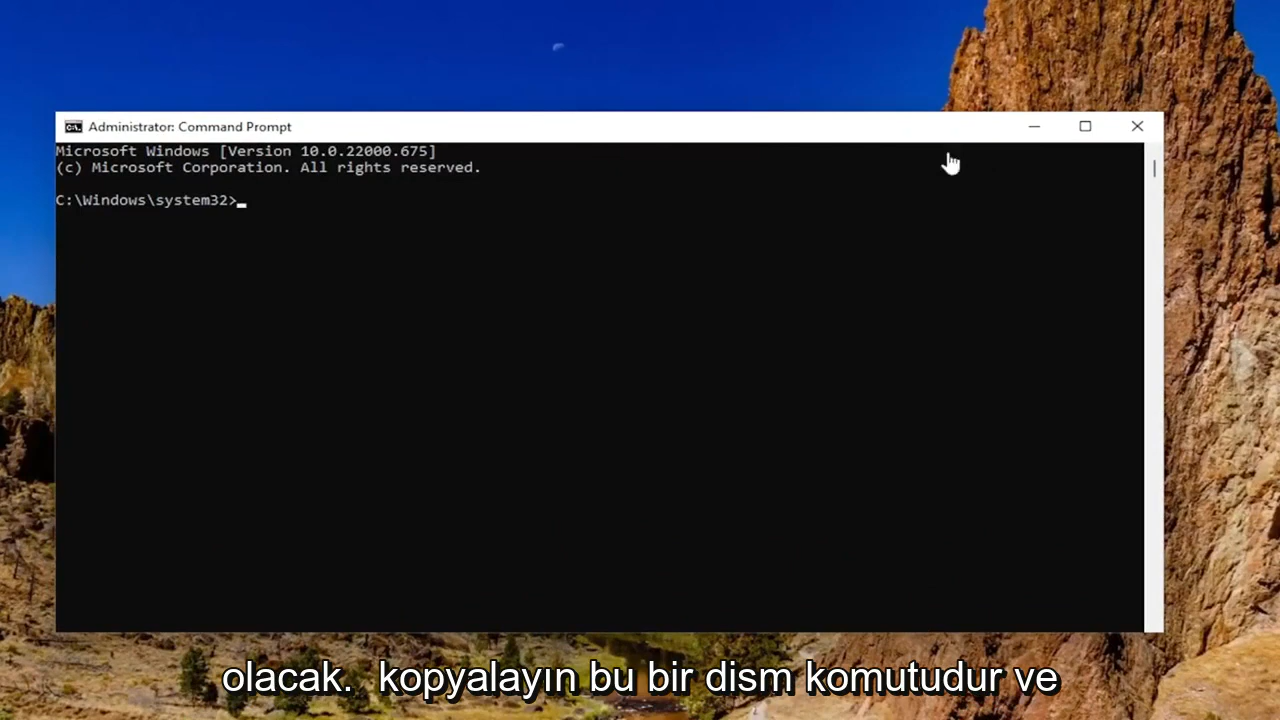 Administrator: Command Prompt
Microsoft Windows [Version 10.0.22000.675]
(c) Microsoft Corporation. All rights reserved.
C:\Windows\system32>
olacak. kopyalayın bu bir dism komutudur ve